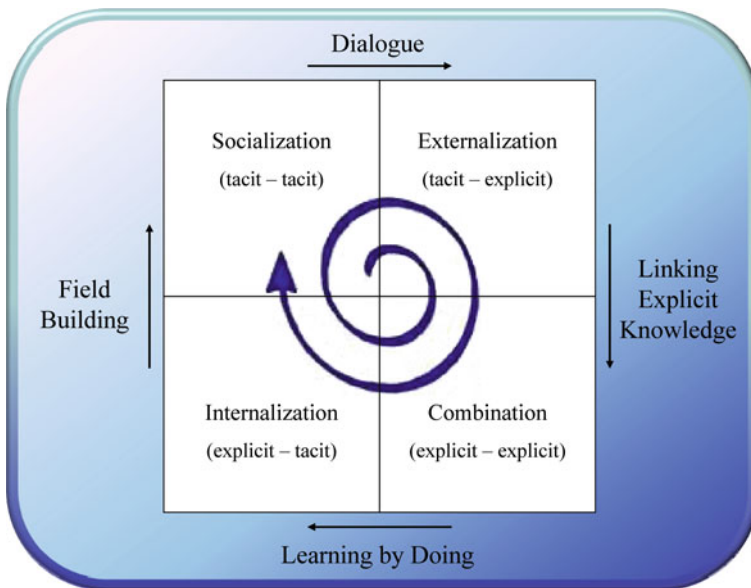 Dialogue
Socialization
(tacit – tacit)
Externalization
(tacit – explicit)
Field
Building
Linking
Explicit
Knowledge
Internalization
(explicit – tacit)
Combination
(explicit – explicit)
Learning by Doing